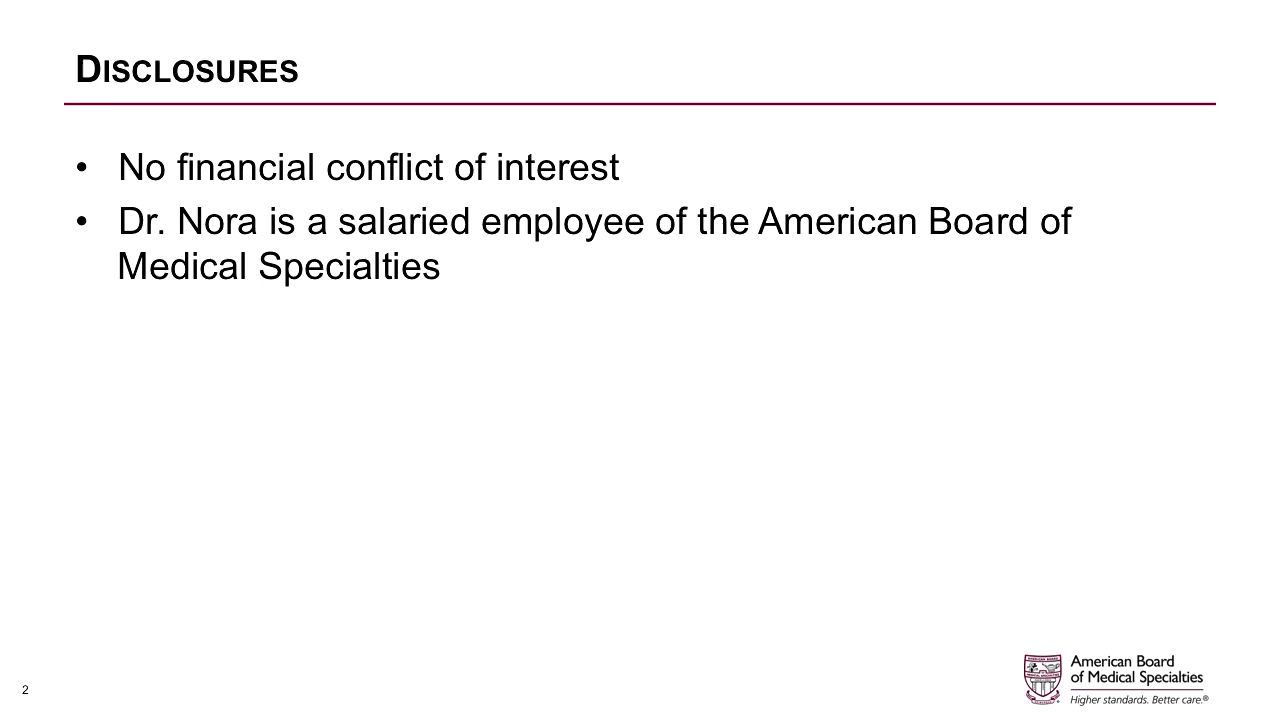 DISCLOSURES
• No financial conflict of interest
• Dr. Nora is a salaried employee of the American Board of
Medical Specialties
2
American Board
of Medical Specialties
Higher standards. Better care.®